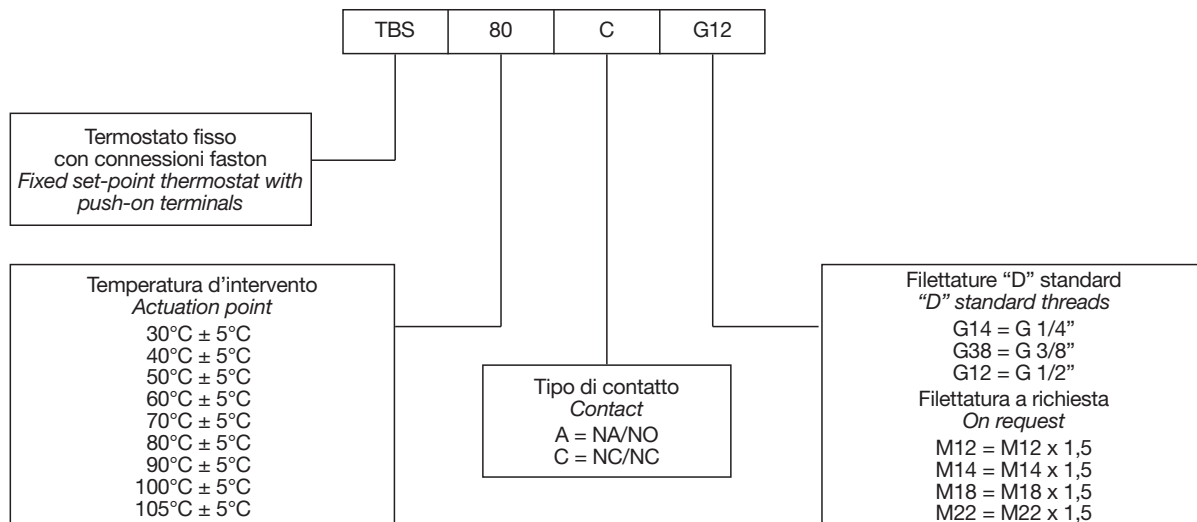 TBS 80 C G12
Termostato fisso
con connessioni faston
Fixed set-point thermostat with
push-on terminals
Temperatura d'intervento
Actuation point
30°C ± 5°C
40°C ± 5°C
50°C ± 5°C
60°C ± 5°C
70°C ± 5°C
80°C ± 5°C
90°C ± 5°C
100°C ± 5°C
105°C ± 5°C
Tipo di contatto
Contact
A = NA/NO
C = NC/NC
Filettature “D” standard
“D” standard threads
G14 = G 1/4”
G38 = G 3/8”
G12 = G 1/2”
Filettatura a richiesta
On request
M12 = M12 x 1,5
M14 = M14 x 1,5
M18 = M18 x 1,5
M22 = M22 x 1,5